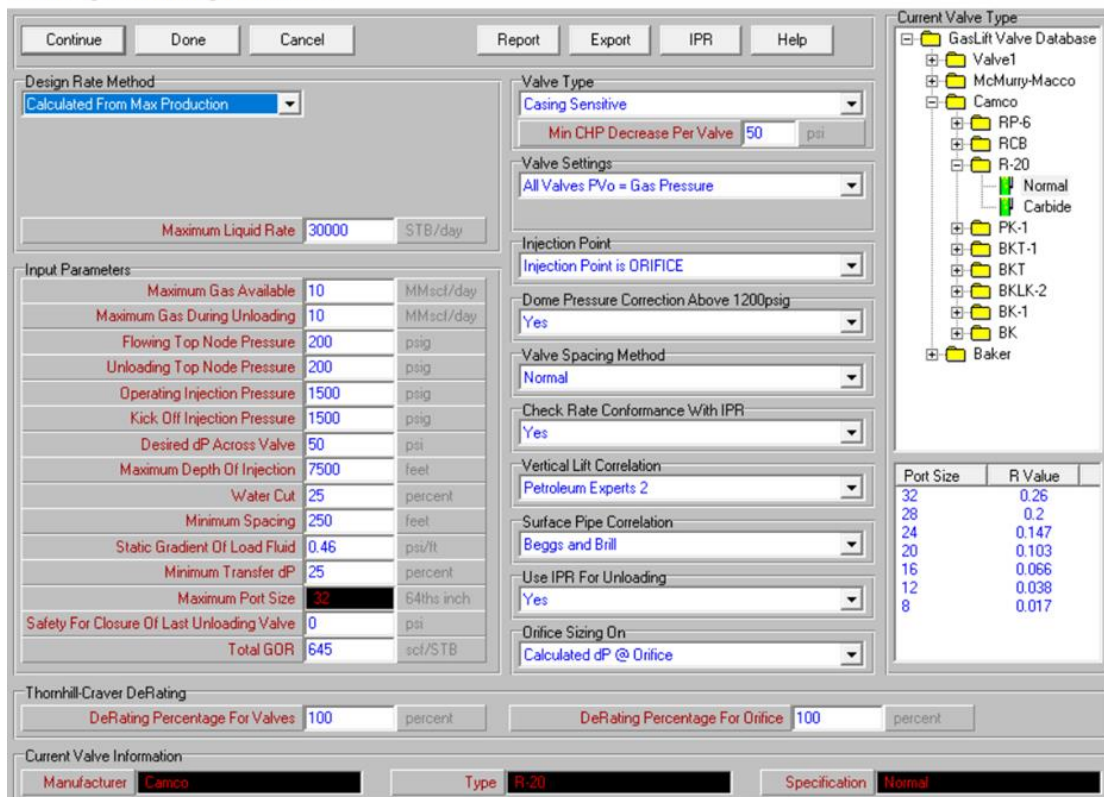 Continue Done Cancel Report Export IPR Help
Design Rate Method
Calculated From Max Production
Maximum Liquid Rate 30000 STB/day
Input Parameters
Maximum Gas Available 10 MMscf/day
Maximum Gas During Unloading 10 MMscf/day
Flowing Top Node Pressure 200 psig
Unloading Top Node Pressure 200 psig
Operating Injection Pressure 1500 psig
Kick Off Injection Pressure 1500 psig
Desired dP Across Valve 50 psi
Maximum Depth Of Injection 7500 feet
Water Cut 25 percent
Minimum Spacing 250 feet
Static Gradient Of Load Fluid 0.46 psi/ft
Minimum Transfer dP 25 percent
Maximum Port Size 32 64ths inch
Safety For Closure Of Last Unloading Valve 0 psi
Total GOR 645 scf/STB
Valve Type
Casing Sensitive
Min CHP Decrease Per Valve 50 psi
Valve Settings
All Valves PVo = Gas Pressure
Injection Point
Injection Point is ORIFICE
Dome Pressure Correction Above 1200psig
Yes
Valve Spacing Method
Normal
Check Rate Conformance With IPR
Yes
Vertical Lift Correlation
Petroleum Experts 2
Surface Pipe Correlation
Beggs and Brill
Use IPR For Unloading
Yes
Orifice Sizing On
Calculated dP @ Orifice
Current Valve Type
GasLift Valve Database
Valve1
McMurry-Macco
Camco
RP-6
RCB
R-20
Normal
Carbide
PK-1
BKT-1
BKT
BKLK-2
BK-1
BK
Baker
Port Size R Value
32 0.26
28 0.2
24 0.147
20 0.103
16 0.066
12 0.038
8 0.017
Thornhill-Craver DeRating
DeRating Percentage For Valves 100 percent DeRating Percentage For Orifice 100 percent
Current Valve Information
Manufacturer Camco Type R-20 Specification Normal